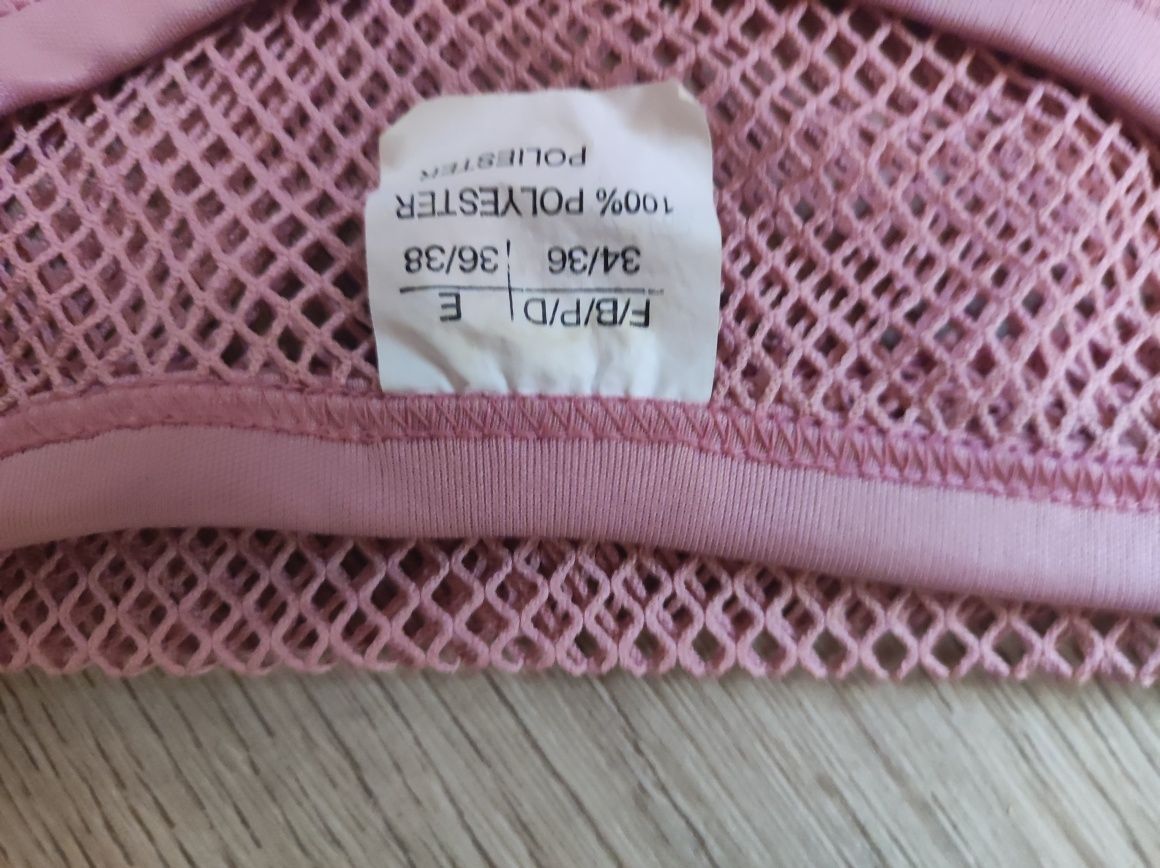 F/B/P/D | E
34/36 | 36/38
100% POLYESTER
POLIESTER